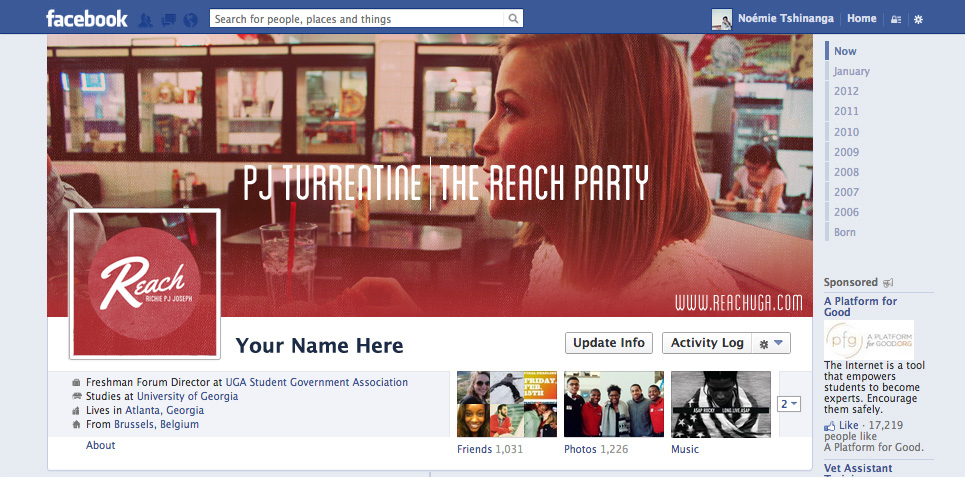 facebook
Search for people, places and things
Noémie Tshinanga
Home
PJ TURRENTINE | THE REACH PARTY
Reach
RICHIE PJ JOSEPH
WWW.REACHUGA.COM
Your Name Here
Update Info
Activity Log
Freshman Forum Director at UGA Student Government Association
Studies at University of Georgia
Lives in Atlanta, Georgia
From Brussels, Belgium
About
FRIDAY,
FEB.
15TH
Friends 1,031
Photos 1,226
A$AP ROCKY
LONG.LIVE.A$AP
Music
2
Now
January
2012
2011
2010
2009
2008
2007
2006
Born
Sponsored
A Platform for
Good
pfg
A PLATFORM
for GOOD.ORG
The Internet is a tool
that empowers
students to become
experts. Encourage
them safely.
Like · 17,219
people like
A Platform for Good.
Vet Assistant